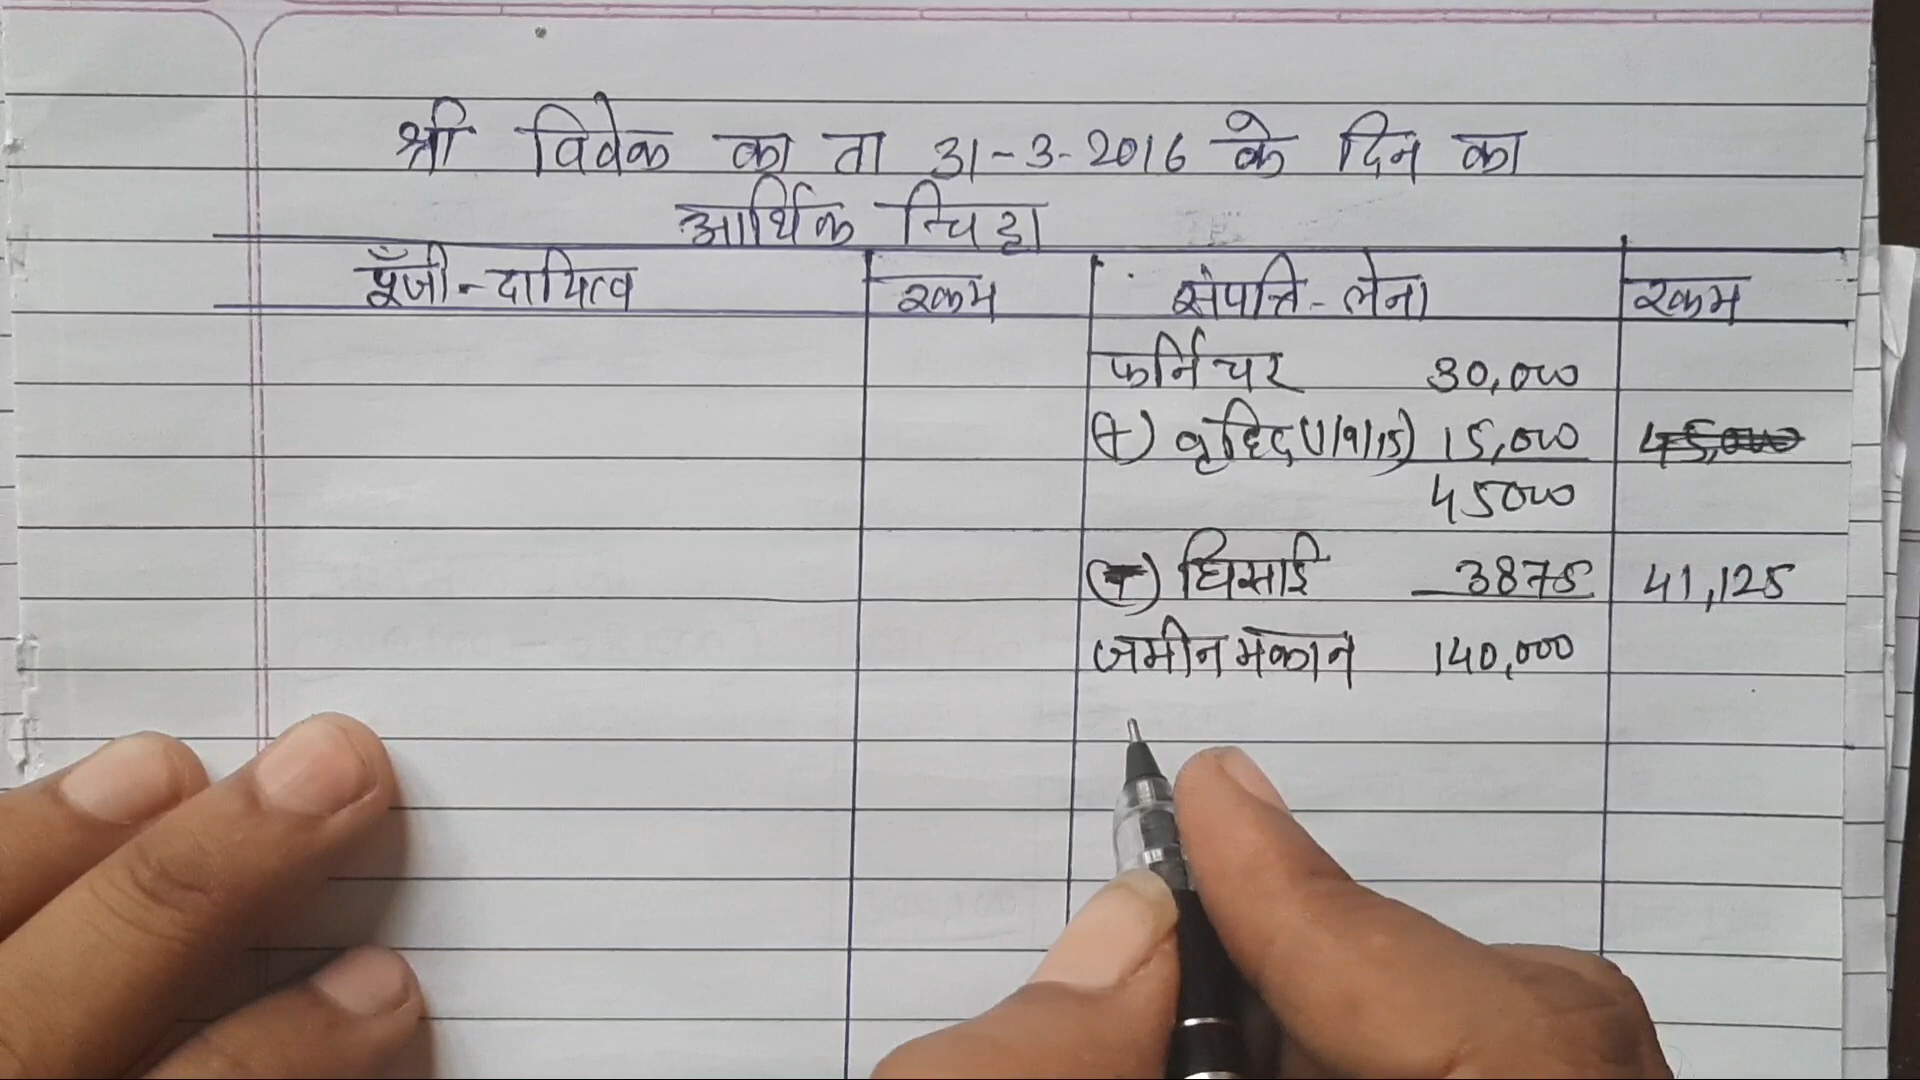 श्री विवेक का ता 31-3-2016 के दिन का
आर्थिक चिठ्ठा
पूँजी-दायित्व रकम संपत्ति-लेना रकम
फर्निचर 30,000
(+) वृद्धि (1/9/15) 15,000 45,000
45000
(-) घिसाई 3875 41,125
जमीन मकान 140,000